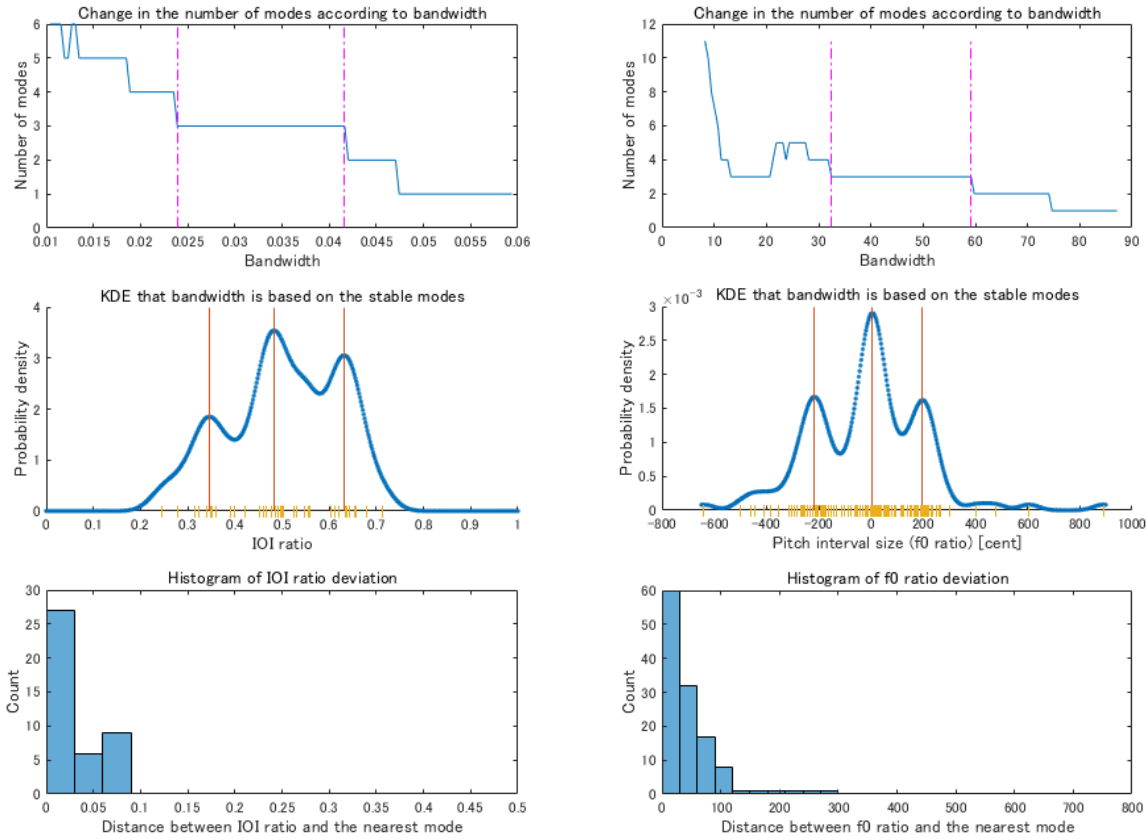 Change in the number of modes according to bandwidth
Number of modes
6
5
4
3
2
1
0
0.01 0.015 0.02 0.025 0.03 0.035 0.04 0.045 0.05 0.055 0.06
Bandwidth
Change in the number of modes according to bandwidth
Number of modes
12
10
8
6
4
2
0
0 10 20 30 40 50 60 70 80 90
Bandwidth
KDE that bandwidth is based on the stable modes
Probability density
4
3
2
1
0
0 0.1 0.2 0.3 0.4 0.5 0.6 0.7 0.8 0.9 1
IOI ratio
×10⁻³ KDE that bandwidth is based on the stable modes
Probability density
3
2.5
2
1.5
1
0.5
0
-800 -600 -400 -200 0 200 400 600 800 1000
Pitch interval size (f0 ratio) [cent]
Histogram of IOI ratio deviation
Count
30
25
20
15
10
5
0
0 0.05 0.1 0.15 0.2 0.25 0.3 0.35 0.4 0.45 0.5
Distance between IOI ratio and the nearest mode
Histogram of f0 ratio deviation
Count
60
50
40
30
20
10
0
0 100 200 300 400 500 600 700 800
Distance between f0 ratio and the nearest mode